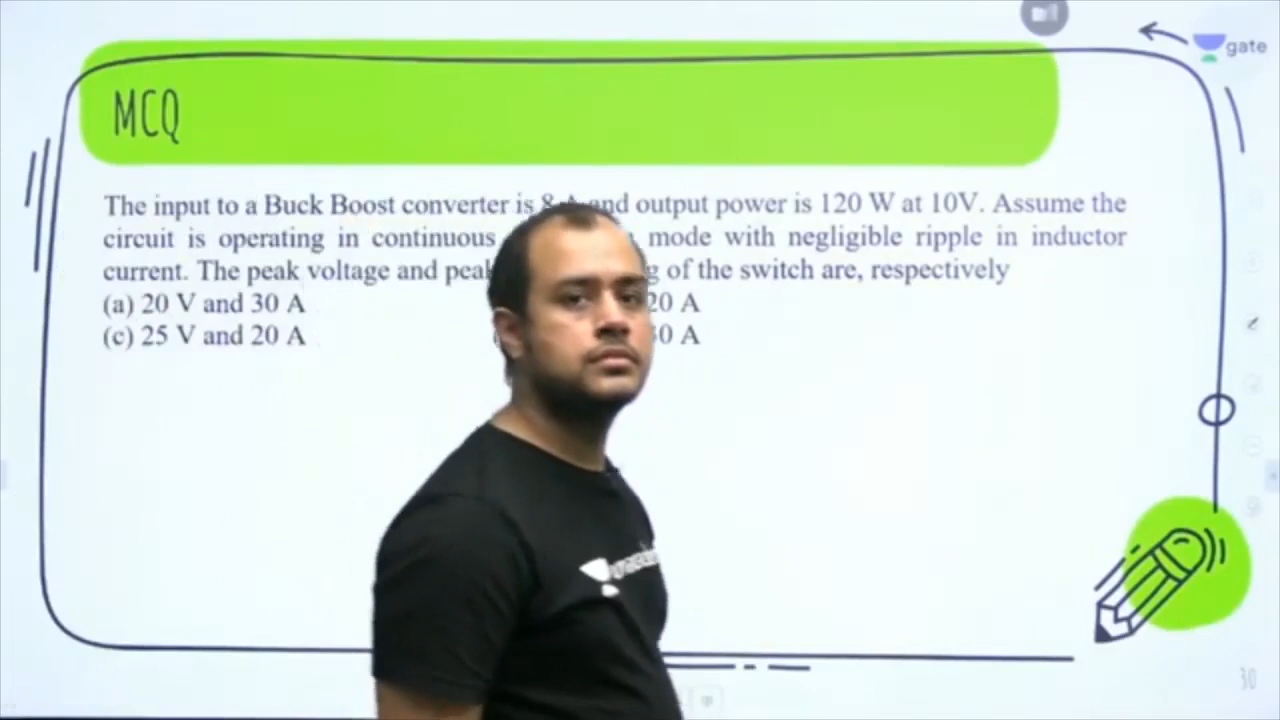 gate
MCQ
The input to a Buck Boost converter is 8 A and output power is 120 W at 10V. Assume the
circuit is operating in continuous mode with negligible ripple in inductor
current. The peak voltage and peak of the switch are, respectively
(a) 20 V and 30 A 20 A
(c) 25 V and 20 A 0 A
30